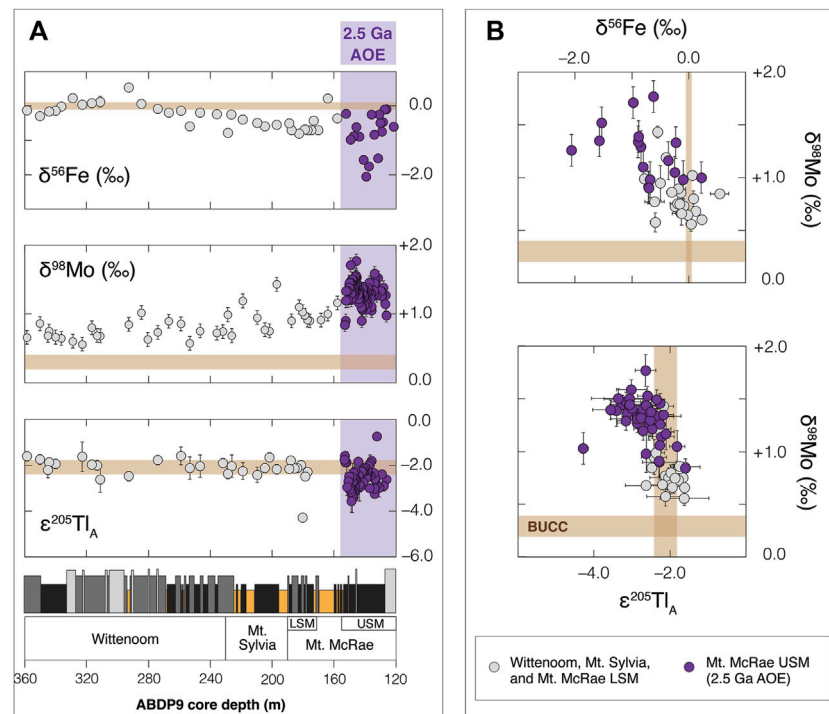 A
2.5 Ga
AOE
0.0
-2.0
δ⁵⁶Fe (‰)
+2.0
δ⁹⁸Mo (‰)
+1.0
0.0
0.0
-2.0
-4.0
ε²⁰⁵Tl_A
-6.0
LSM
USM
Wittenoom
Mt.
Sylvia
Mt. McRae
360
320
280
240
200
160
120
ABDP9 core depth (m)
B
δ⁵⁶Fe (‰)
-2.0
0.0
+2.0
+1.0
δ⁹⁸Mo (‰)
0.0
+2.0
+1.0
δ⁹⁸Mo (‰)
BUCC
0.0
-4.0
-2.0
ε²⁰⁵Tl_A
Wittenoom, Mt. Sylvia,
and Mt. McRae LSM
Mt. McRae USM
(2.5 Ga AOE)